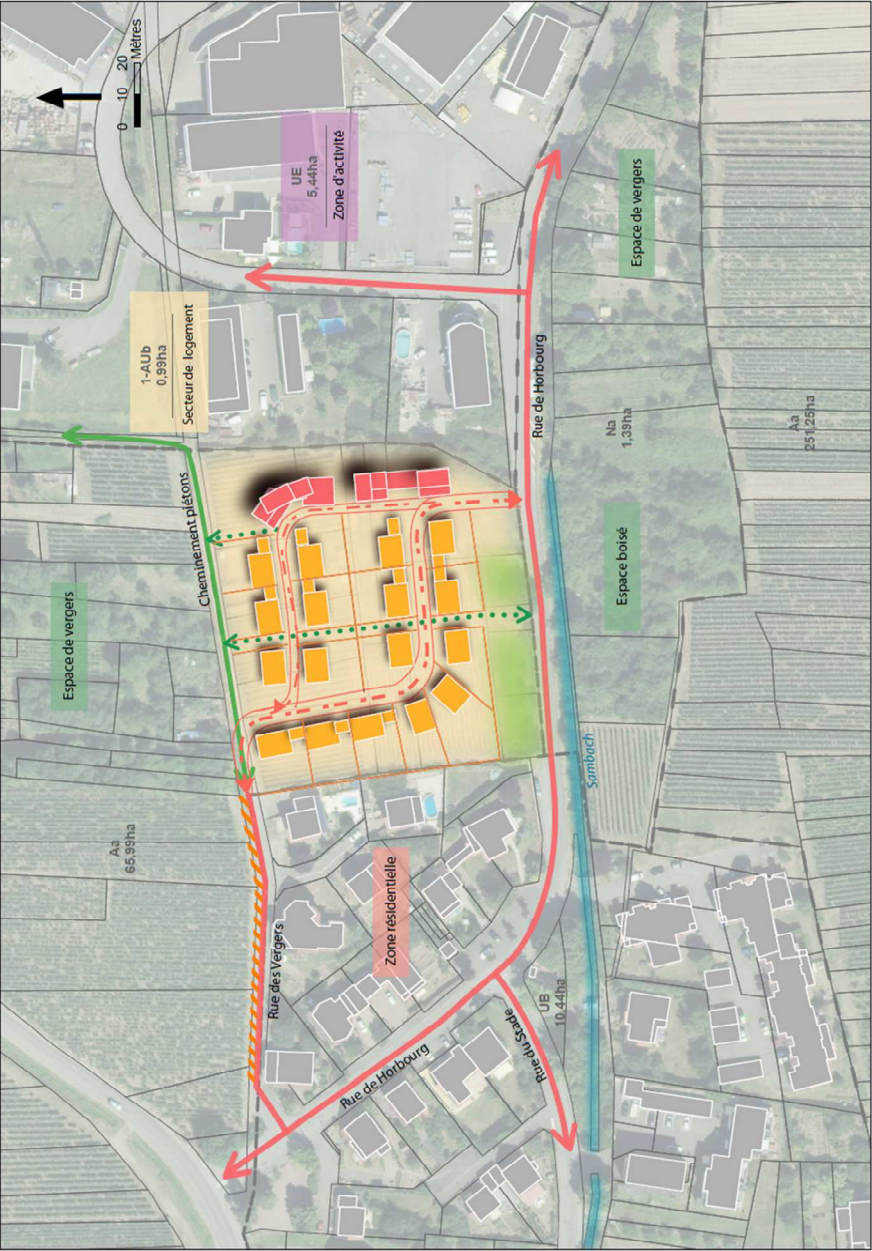 0 10 20
Mètres
UE
5,44ha
Zone d'activité
Espace de vergers
1-AUb
0,99ha
Secteur de logement
Rue de Horbourg
Na
1,39ha
Aa
251,25ha
Cheminement piétons
Espace de vergers
Espace boisé
Sambach
Aa
65,99ha
Zone résidentielle
Rue des Vergers
UB
10,44ha
Rue de Horbourg
Rue du Stade